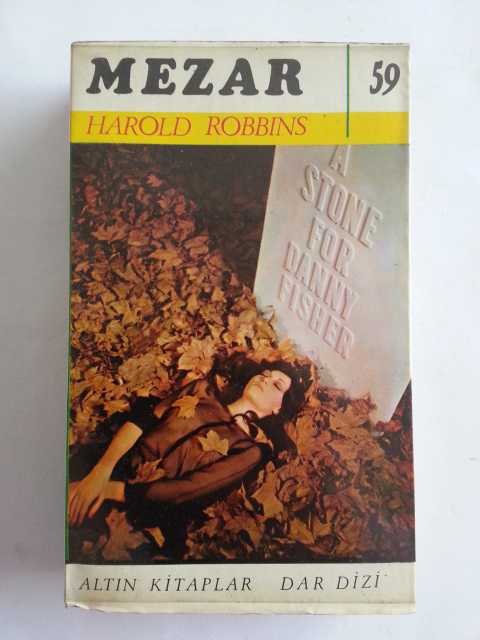 MEZAR
59
HAROLD ROBBINS
A
STONE
FOR
DANNY
FISHER
ALTIN KİTAPLAR DAR DİZİ